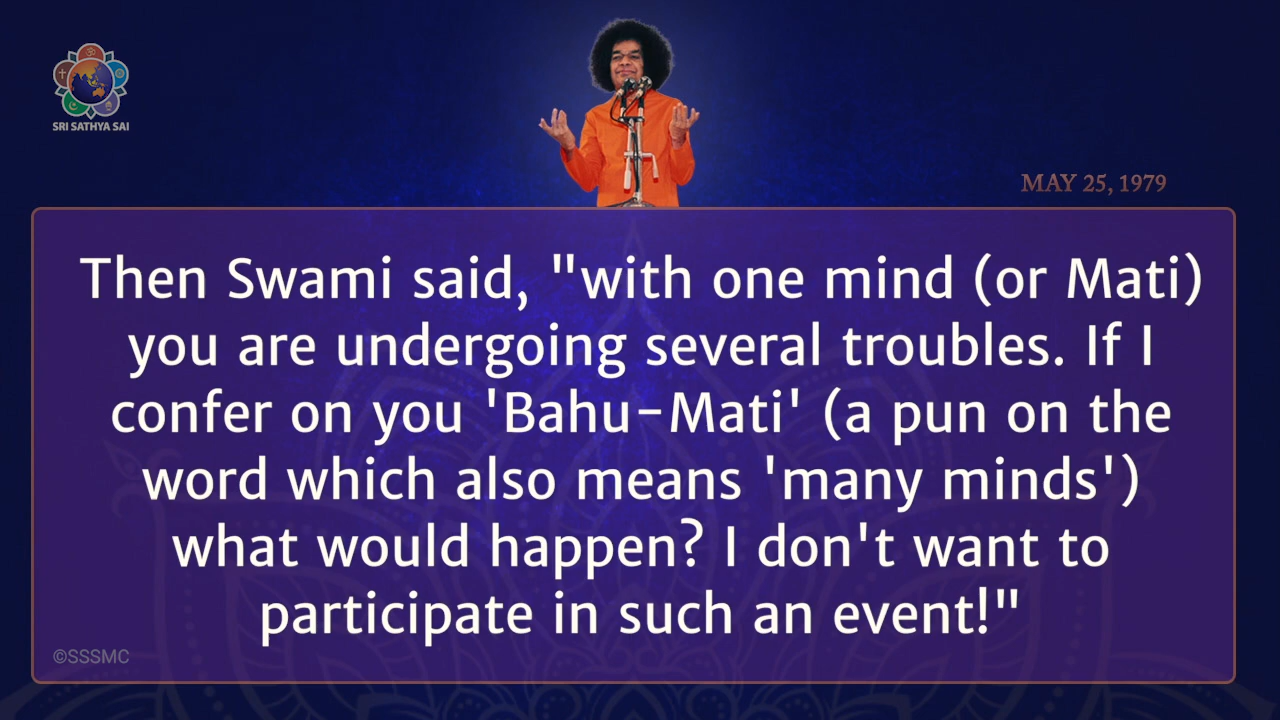 SRI SATHYA SAI
MAY 25, 1979
Then Swami said, "with one mind (or Mati)
you are undergoing several troubles. If I
confer on you 'Bahu-Mati' (a pun on the
word which also means 'many minds')
what would happen? I don't want to
participate in such an event!"
©SSSMC